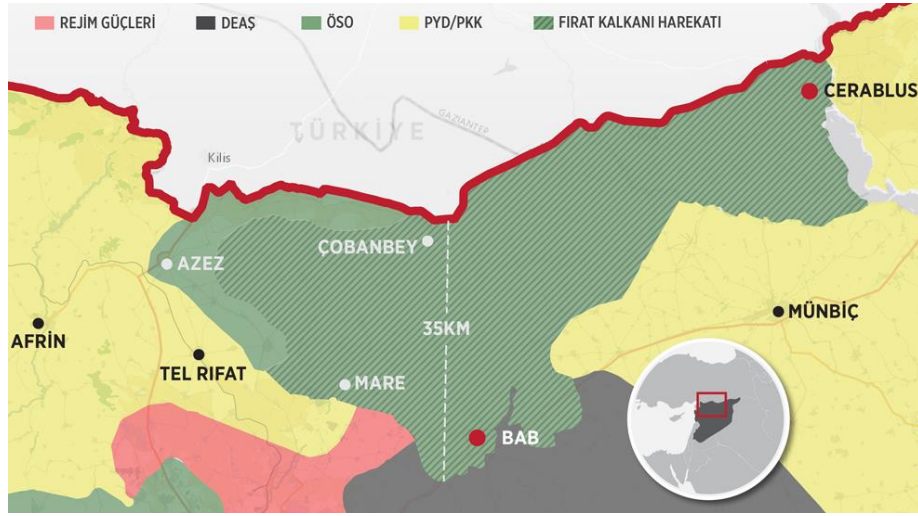 REJİM GÜÇLERİ
DEAŞ
ÖSO
PYD/PKK
FIRAT KALKANI HAREKATI
CERABLUS
TÜRKİYE
GAZİANTEP
Kilis
ÇOBANBEY
AZEZ
MÜNBİÇ
35KM
AFRİN
TEL RIFAT
MARE
BAB